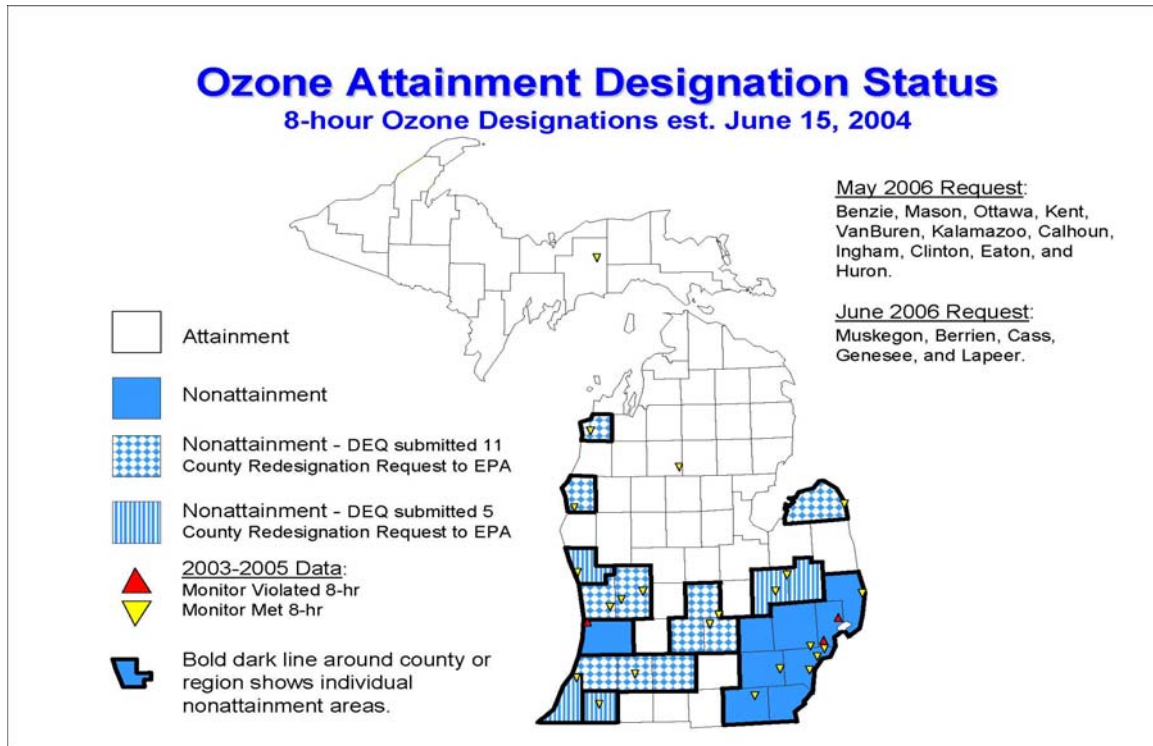 Ozone Attainment Designation Status
8-hour Ozone Designations est. June 15, 2004
May 2006 Request:
Benzie, Mason, Ottawa, Kent,
VanBuren, Kalamazoo, Calhoun,
Ingham, Clinton, Eaton, and
Huron.
June 2006 Request:
Muskegon, Berrien, Cass,
Genesee, and Lapeer.
Attainment
Nonattainment
Nonattainment - DEQ submitted 11
County Redesignation Request to EPA
Nonattainment - DEQ submitted 5
County Redesignation Request to EPA
2003-2005 Data:
Monitor Violated 8-hr
Monitor Met 8-hr
Bold dark line around county or
region shows individual
nonattainment areas.